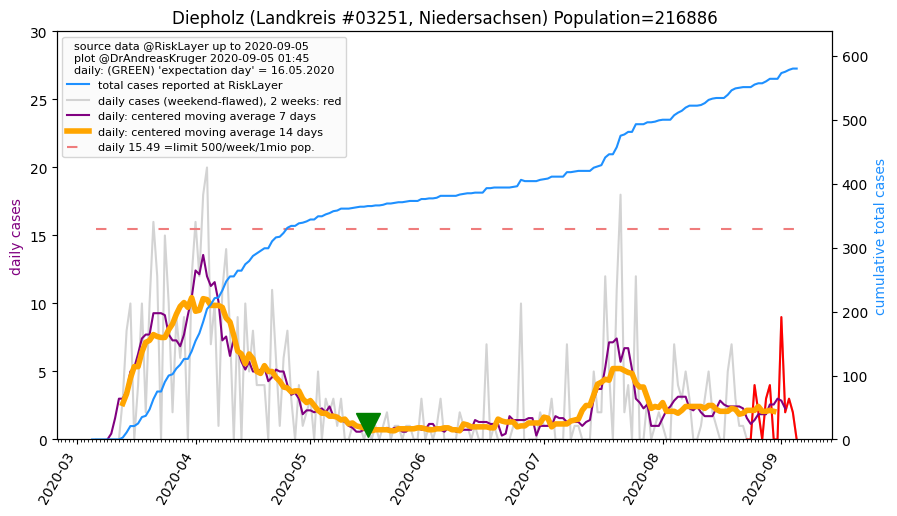 Diepholz (Landkreis #03251, Niedersachsen) Population=216886
source data @RiskLayer up to 2020-09-05
plot @DrAndreasKruger 2020-09-05 01:45
daily: (GREEN) 'expectation day' = 16.05.2020
total cases reported at RiskLayer
daily cases (weekend-flawed), 2 weeks: red
daily: centered moving average 7 days
daily: centered moving average 14 days
daily 15.49 =limit 500/week/1mio pop.
daily cases
30
25
20
15
10
5
0
cumulative total cases
600
500
400
300
200
100
0
2020-03
2020-04
2020-05
2020-06
2020-07
2020-08
2020-09